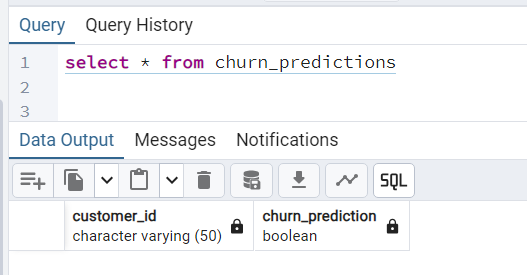 Query Query History
1 select * from churn_predictions
2
3
Data Output Messages Notifications
SQL
customer_id churn_prediction
character varying (50) boolean